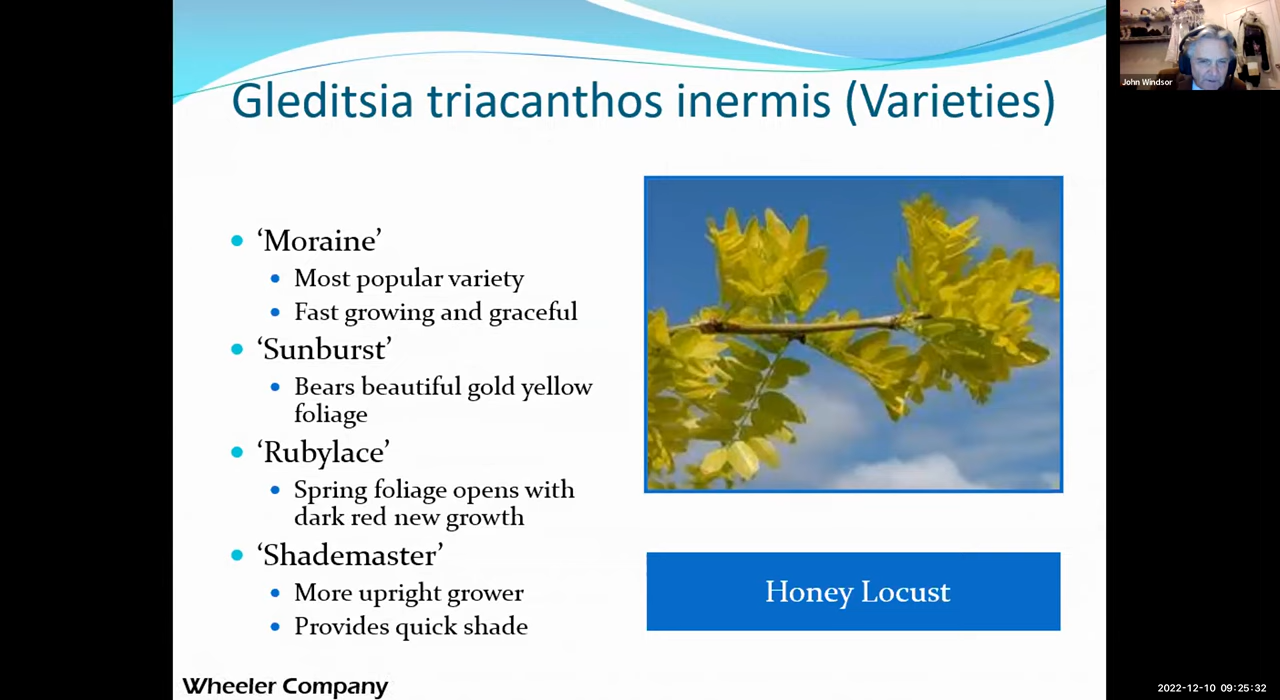 Gleditsia triacanthos inermis (Varieties)
‘Moraine’
Most popular variety
Fast growing and graceful
‘Sunburst’
Bears beautiful gold yellow
foliage
‘Rubylace’
Spring foliage opens with
dark red new growth
‘Shademaster’
More upright grower
Provides quick shade
Honey Locust
Wheeler Company
John Windsor
2022-12-10 09:25:32